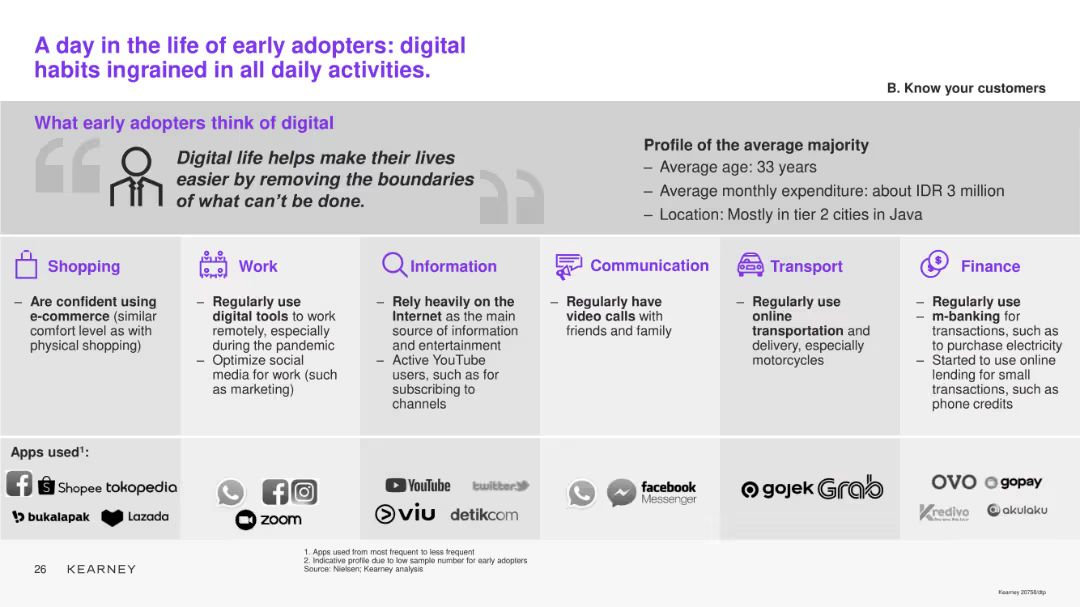 A day in the life of early adopters: digital
habits ingrained in all daily activities.
B. Know your customers
What early adopters think of digital
Digital life helps make their lives
easier by removing the boundaries
of what can’t be done.
Profile of the average majority
– Average age: 33 years
– Average monthly expenditure: about IDR 3 million
– Location: Mostly in tier 2 cities in Java
Shopping
– Are confident using
e-commerce (similar
comfort level as with
physical shopping)
Work
– Regularly use
digital tools to work
remotely, especially
during the pandemic
– Optimize social
media for work (such
as marketing)
Information
– Rely heavily on the
Internet as the main
source of information
and entertainment
– Active YouTube
users, such as for
subscribing to
channels
Communication
– Regularly have
video calls with
friends and family
Transport
– Regularly use
online
transportation and
delivery, especially
motorcycles
Finance
– Regularly use
– m-banking for
transactions, such as
to purchase electricity
– Started to use online
lending for small
transactions, such as
phone credits
Apps used¹:
Shopee tokopedia
bukalapak Lazada
zoom
YouTube twitter
viu detikcom
facebook
Messenger
gojek Grab
OVO gopay
Kredivo akulaku
1. Apps used from most frequent to less frequent
2. Indicative profile due to low sample number for early adopters
Source: Nielsen; Kearney analysis
26 KEARNEY
Kearney 20758/dtp